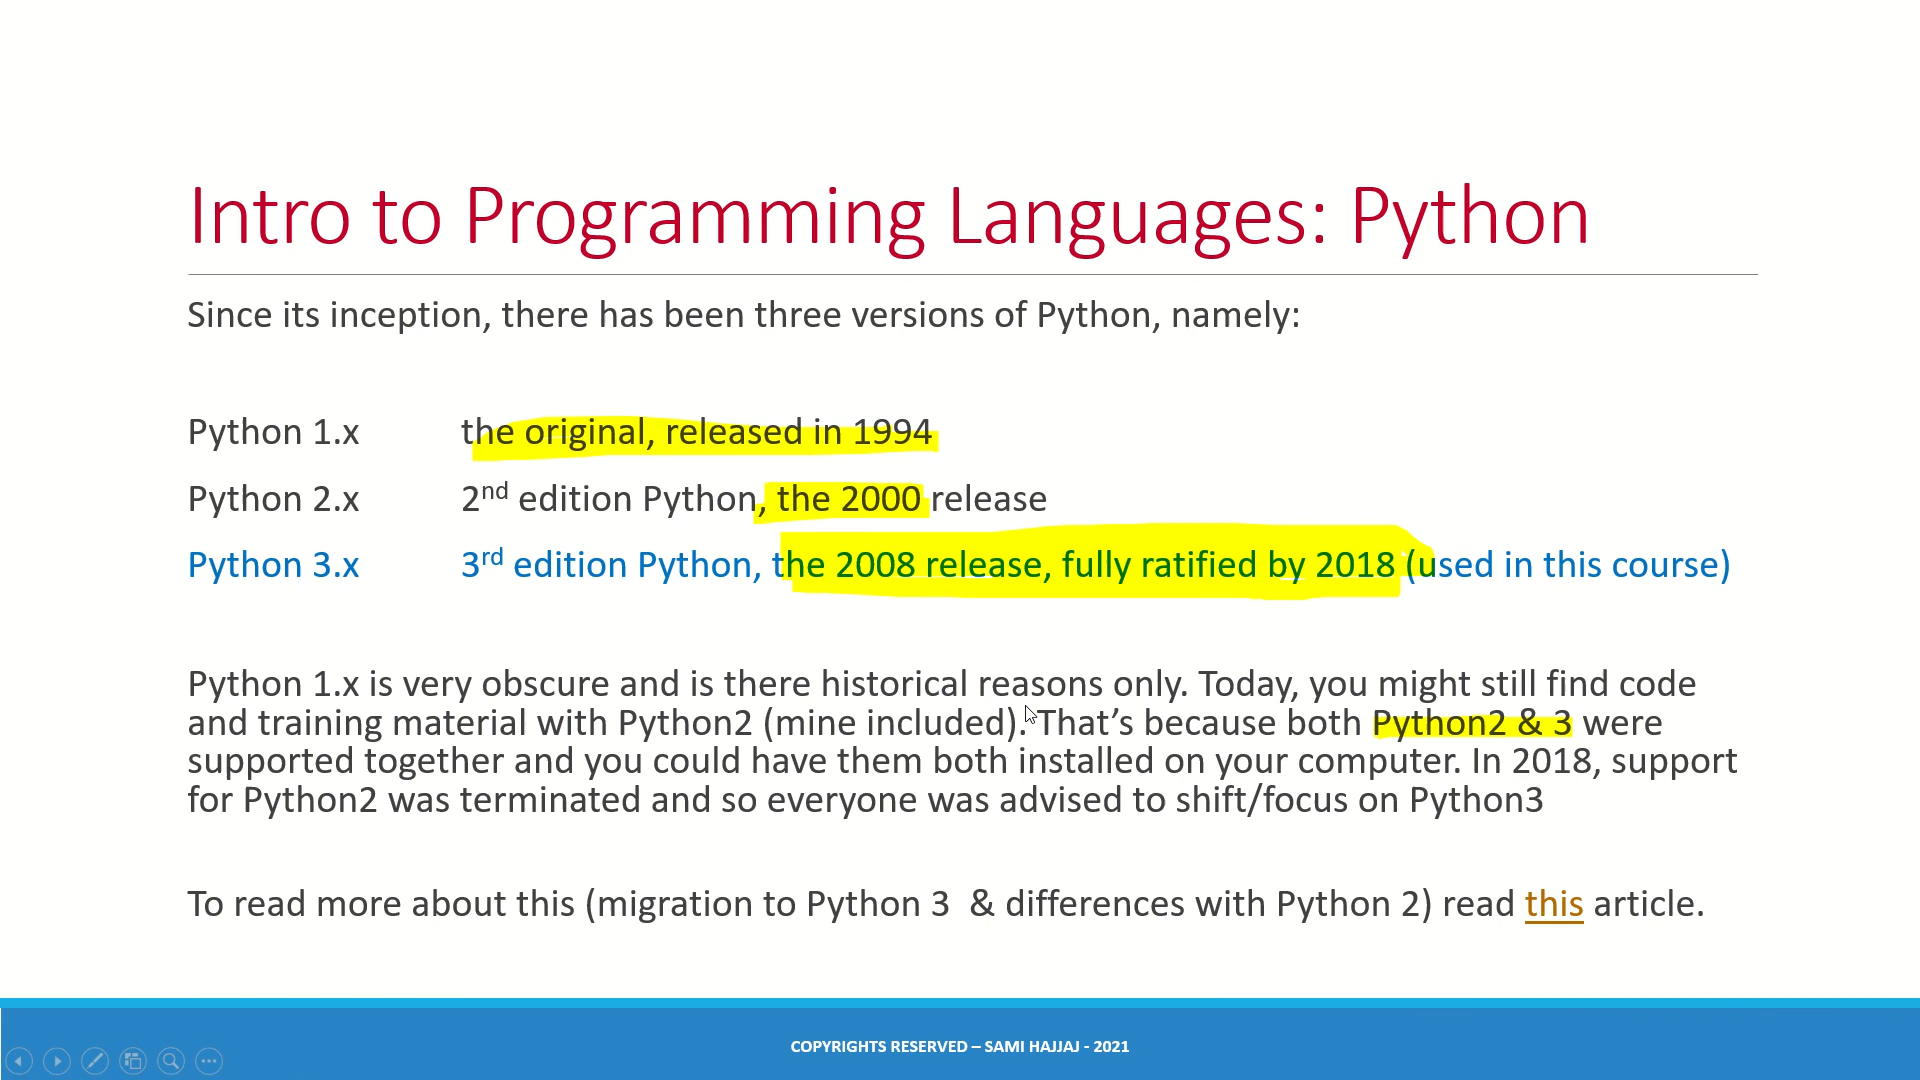 Intro to Programming Languages: Python
Since its inception, there has been three versions of Python, namely:
Python 1.x the original, released in 1994
Python 2.x 2nd edition Python, the 2000 release
Python 3.x 3rd edition Python, the 2008 release, fully ratified by 2018 (used in this course)
Python 1.x is very obscure and is there historical reasons only. Today, you might still find code
and training material with Python2 (mine included). That’s because both Python2 & 3 were
supported together and you could have them both installed on your computer. In 2018, support
for Python2 was terminated and so everyone was advised to shift/focus on Python3
To read more about this (migration to Python 3  & differences with Python 2) read this article.
COPYRIGHTS RESERVED – SAMI HAJJAJ - 2021